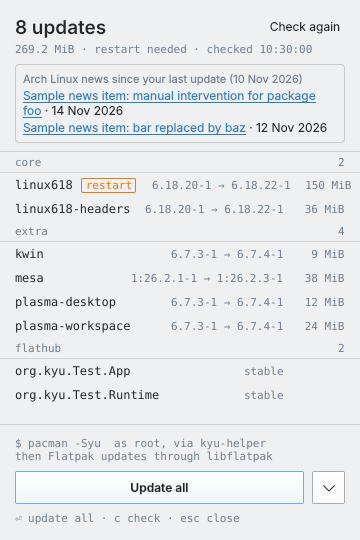 8 updates
Check again
269.2 MiB · restart needed · checked 10:30:00
Arch Linux news since your last update (10 Nov 2026)
Sample news item: manual intervention for package
foo · 14 Nov 2026
Sample news item: bar replaced by baz · 12 Nov 2026
core 2
linux618 restart 6.18.20-1 → 6.18.22-1 150 MiB
linux618-headers 6.18.20-1 → 6.18.22-1 36 MiB
extra 4
kwin 6.7.3-1 → 6.7.4-1 9 MiB
mesa 1:26.2.1-1 → 1:26.2.3-1 38 MiB
plasma-desktop 6.7.3-1 → 6.7.4-1 12 MiB
plasma-workspace 6.7.3-1 → 6.7.4-1 24 MiB
flathub 2
org.kyu.Test.App stable
org.kyu.Test.Runtime stable
$ pacman -Syu as root, via kyu-helper
then Flatpak updates through libflatpak
Update all
⏎ update all · c check · esc close